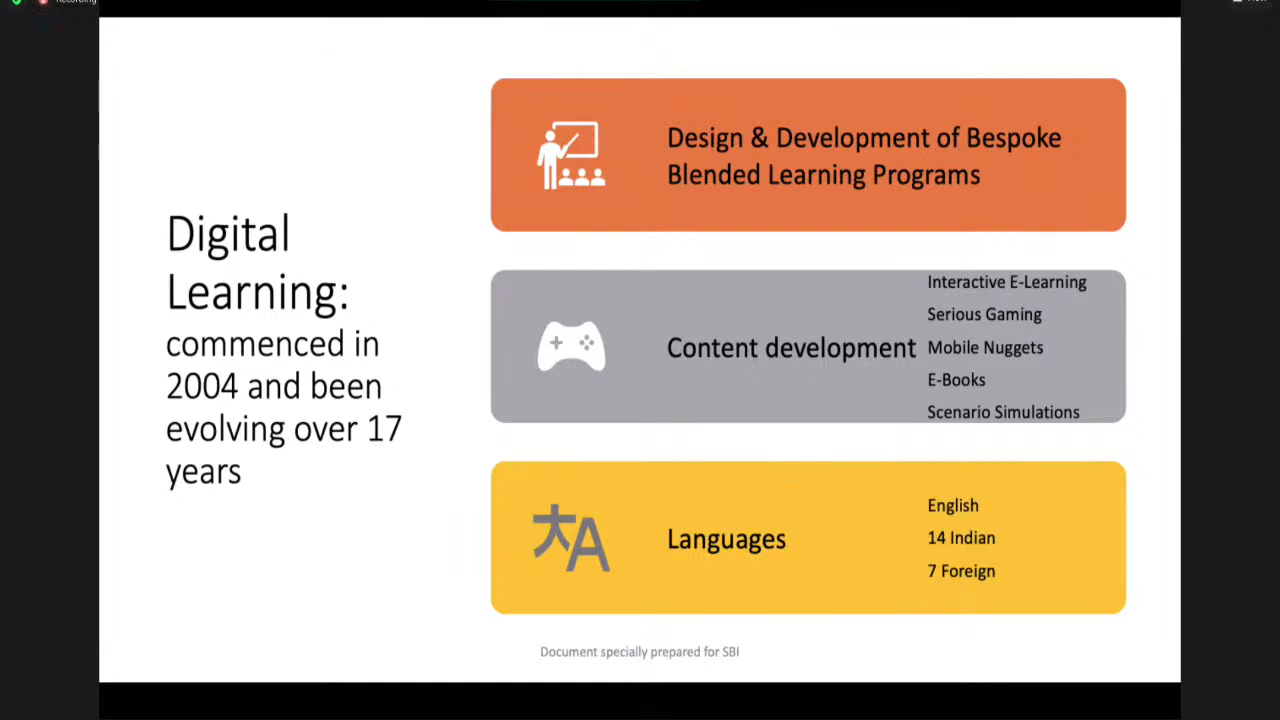 Recording
Digital
Learning:
commenced in
2004 and been
evolving over 17
years
Design & Development of Bespoke
Blended Learning Programs
Content development
Interactive E-Learning
Serious Gaming
Mobile Nuggets
E-Books
Scenario Simulations
Languages
English
14 Indian
7 Foreign
Document specially prepared for SBI